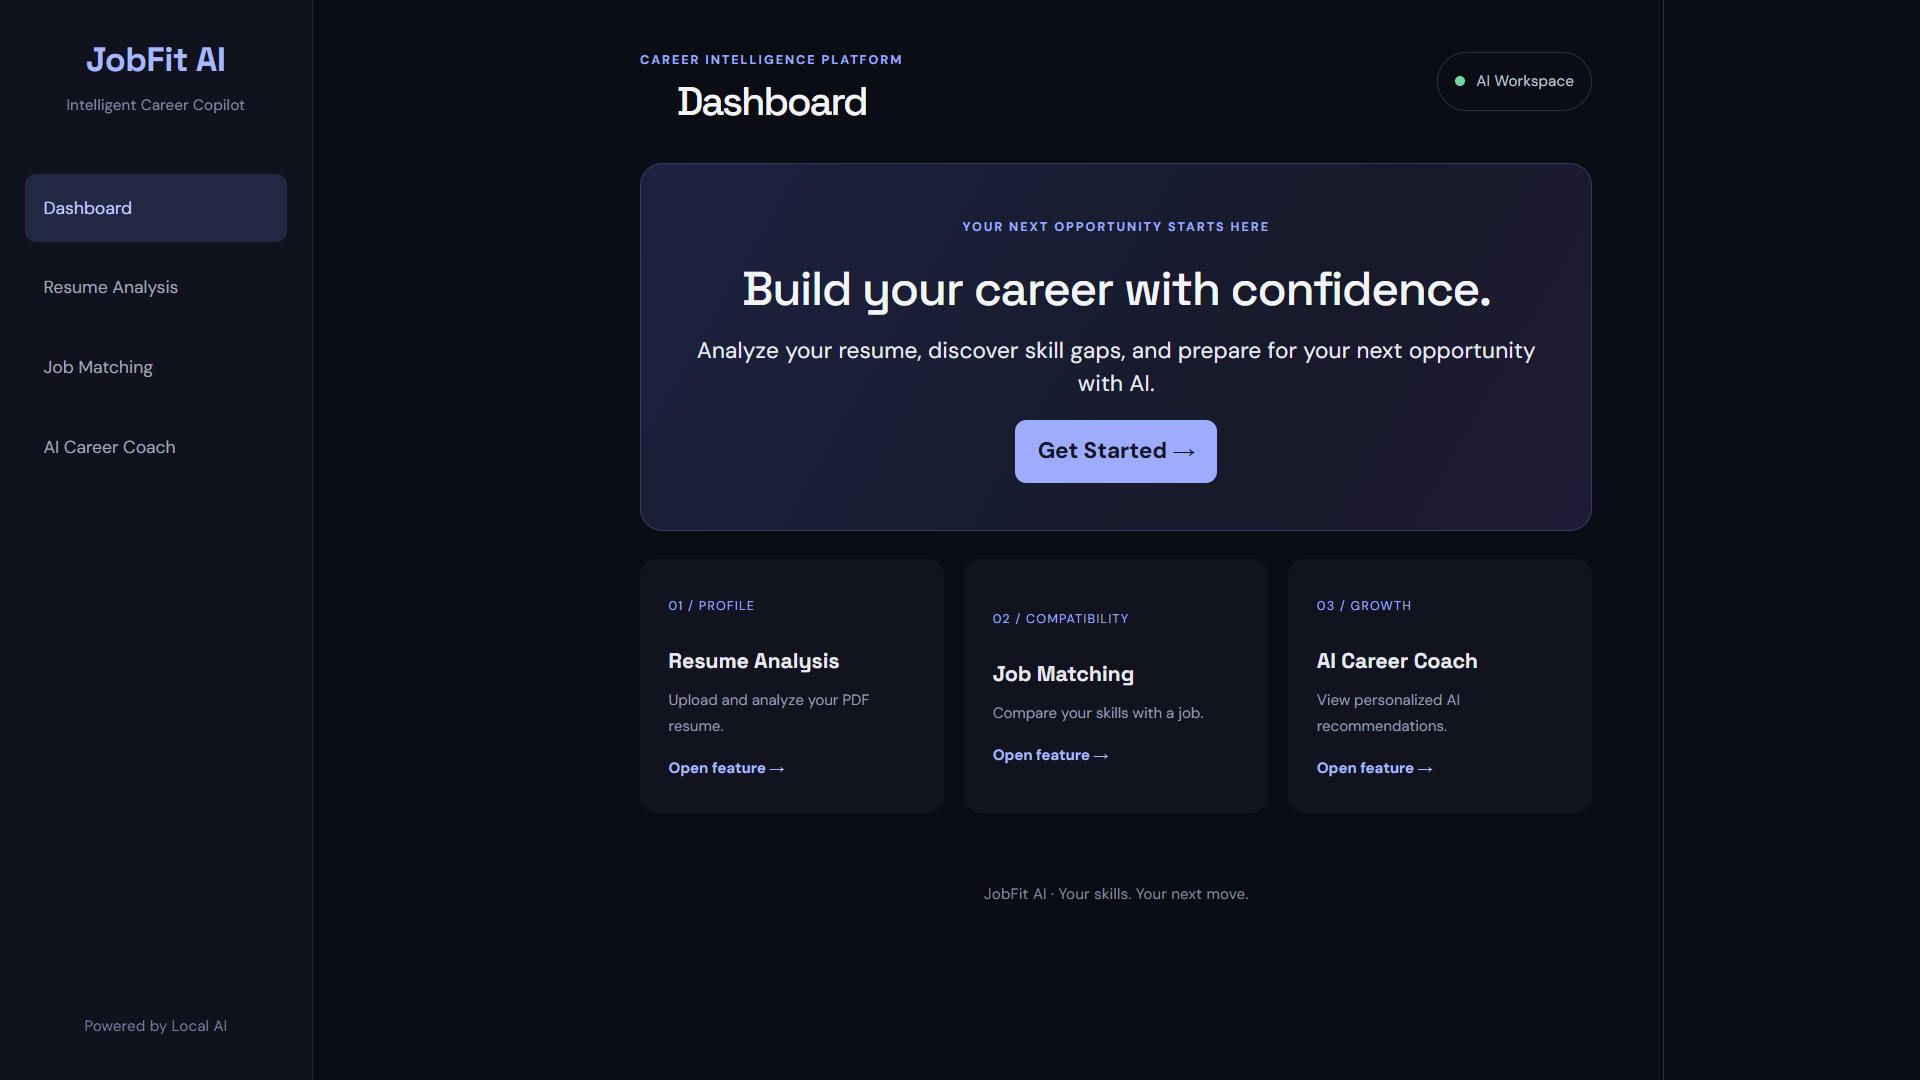 JobFit AI
Intelligent Career Copilot
Dashboard
Resume Analysis
Job Matching
AI Career Coach
Powered by Local AI
CAREER INTELLIGENCE PLATFORM
Dashboard
AI Workspace
YOUR NEXT OPPORTUNITY STARTS HERE
Build your career with confidence.
Analyze your resume, discover skill gaps, and prepare for your next opportunity
with AI.
Get Started →
01 / PROFILE
Resume Analysis
Upload and analyze your PDF
resume.
Open feature →
02 / COMPATIBILITY
Job Matching
Compare your skills with a job.
Open feature →
03 / GROWTH
AI Career Coach
View personalized AI
recommendations.
Open feature →
JobFit AI · Your skills. Your next move.